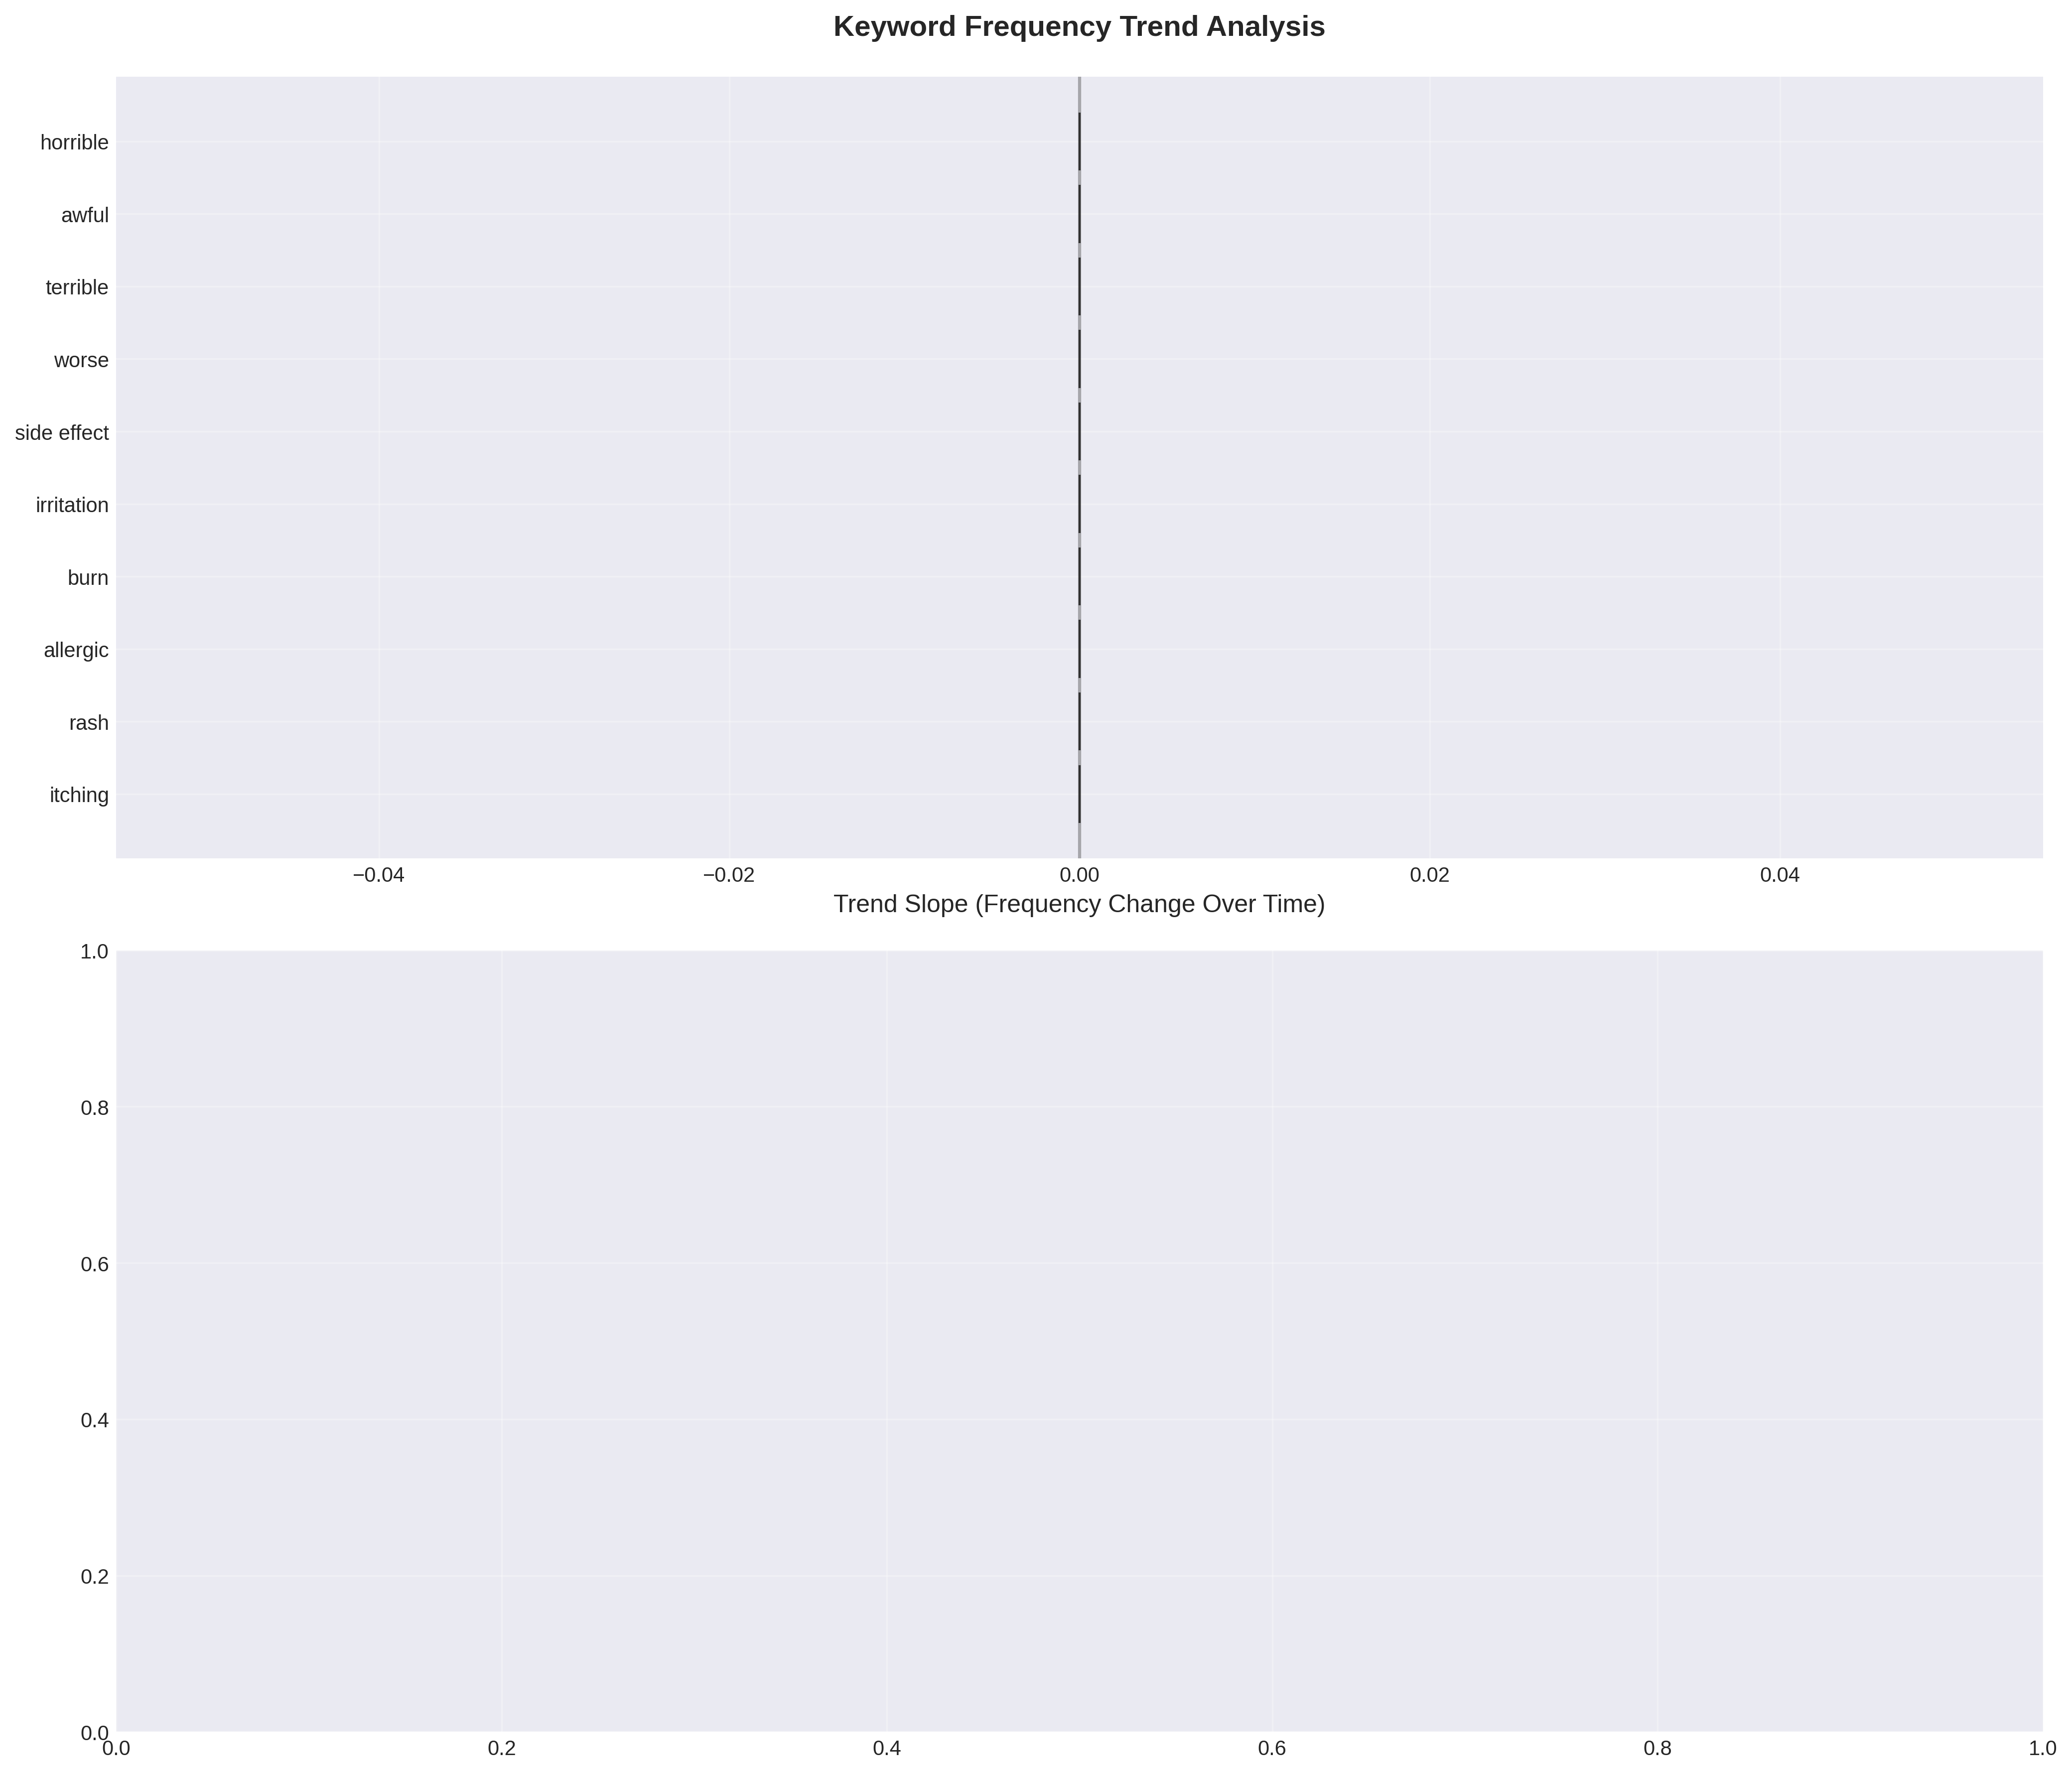 Keyword Frequency Trend Analysis
horrible
awful
terrible
worse
side effect
irritation
burn
allergic
rash
itching
−0.04 −0.02 0.00 0.02 0.04
Trend Slope (Frequency Change Over Time)
1.0
0.8
0.6
0.4
0.2
0.0
0.0 0.2 0.4 0.6 0.8 1.0